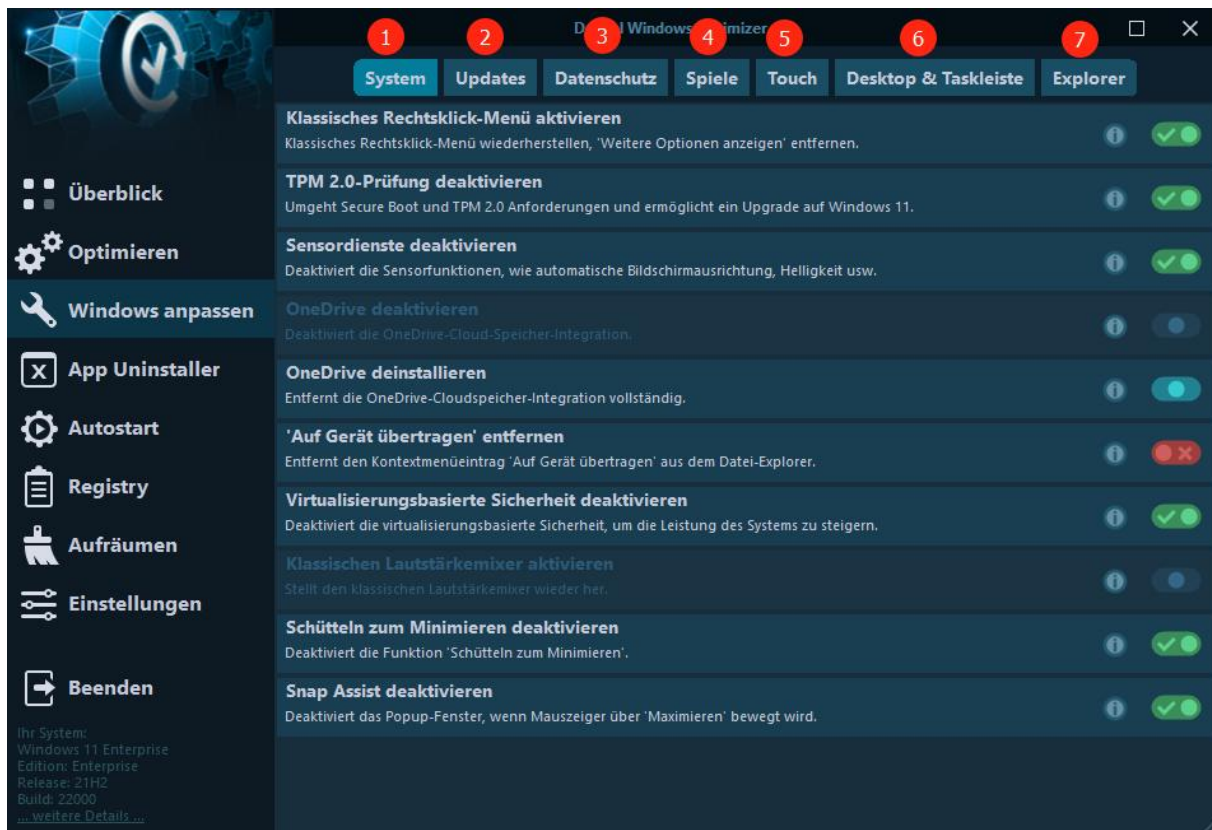 1 2 3 4 5 6 7
System Updates Datenschutz Spiele Touch Desktop & Taskleiste Explorer
Klassisches Rechtsklick-Menü aktivieren
Klassisches Rechtsklick-Menü wiederherstellen, 'Weitere Optionen anzeigen' entfernen.
TPM 2.0-Prüfung deaktivieren
Umgeht Secure Boot und TPM 2.0 Anforderungen und ermöglicht ein Upgrade auf Windows 11.
Sensordienste deaktivieren
Deaktiviert die Sensorfunktionen, wie automatische Bildschirmausrichtung, Helligkeit usw.
OneDrive deaktivieren
Deaktiviert die OneDrive-Cloud-Speicher-Integration.
OneDrive deinstallieren
Entfernt die OneDrive-Cloudspeicher-Integration vollständig.
'Auf Gerät übertragen' entfernen
Entfernt den Kontextmenüeintrag 'Auf Gerät übertragen' aus dem Datei-Explorer.
Virtualisierungsbasierte Sicherheit deaktivieren
Deaktiviert die virtualisierungsbasierte Sicherheit, um die Leistung des Systems zu steigern.
Klassischen Lautstärkemixer aktivieren
Stellt den klassischen Lautstärkemixer wieder her.
Schütteln zum Minimieren deaktivieren
Deaktiviert die Funktion 'Schütteln zum Minimieren'.
Snap Assist deaktivieren
Deaktiviert das Popup-Fenster, wenn Mauszeiger über 'Maximieren' bewegt wird.
Überblick
Optimieren
Windows anpassen
App Uninstaller
Autostart
Registry
Aufräumen
Einstellungen
Beenden
Ihr System:
Windows 11 Enterprise
Edition: Enterprise
Release: 21H2
Build: 22000
... weitere Details ...